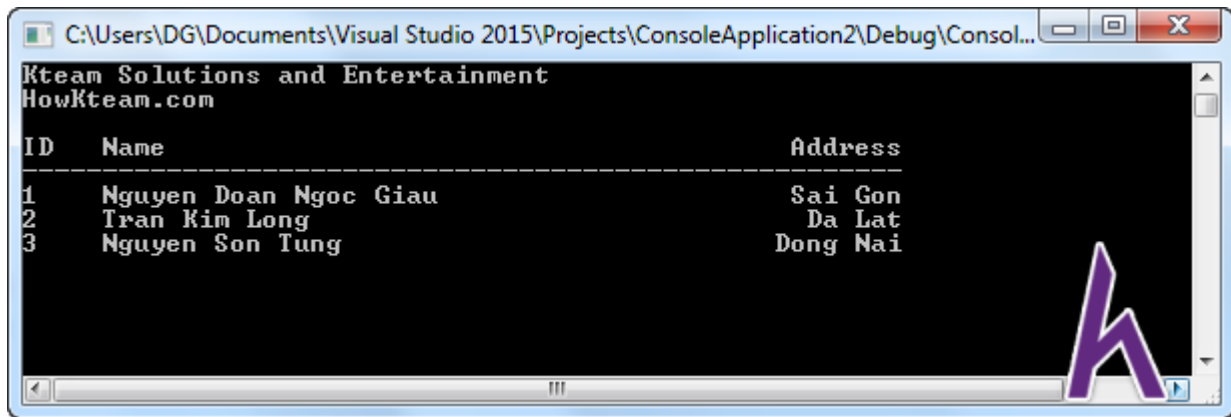 C:\Users\DG\Documents\Visual Studio 2015\Projects\ConsoleApplication2\Debug\Consol...
Kteam Solutions and Entertainment
HowKteam.com
ID Name Address
-------------------------------------------------------
1 Nguyen Doan Ngoc Giau Sai Gon
2 Tran Kim Long Da Lat
3 Nguyen Son Tung Dong Nai